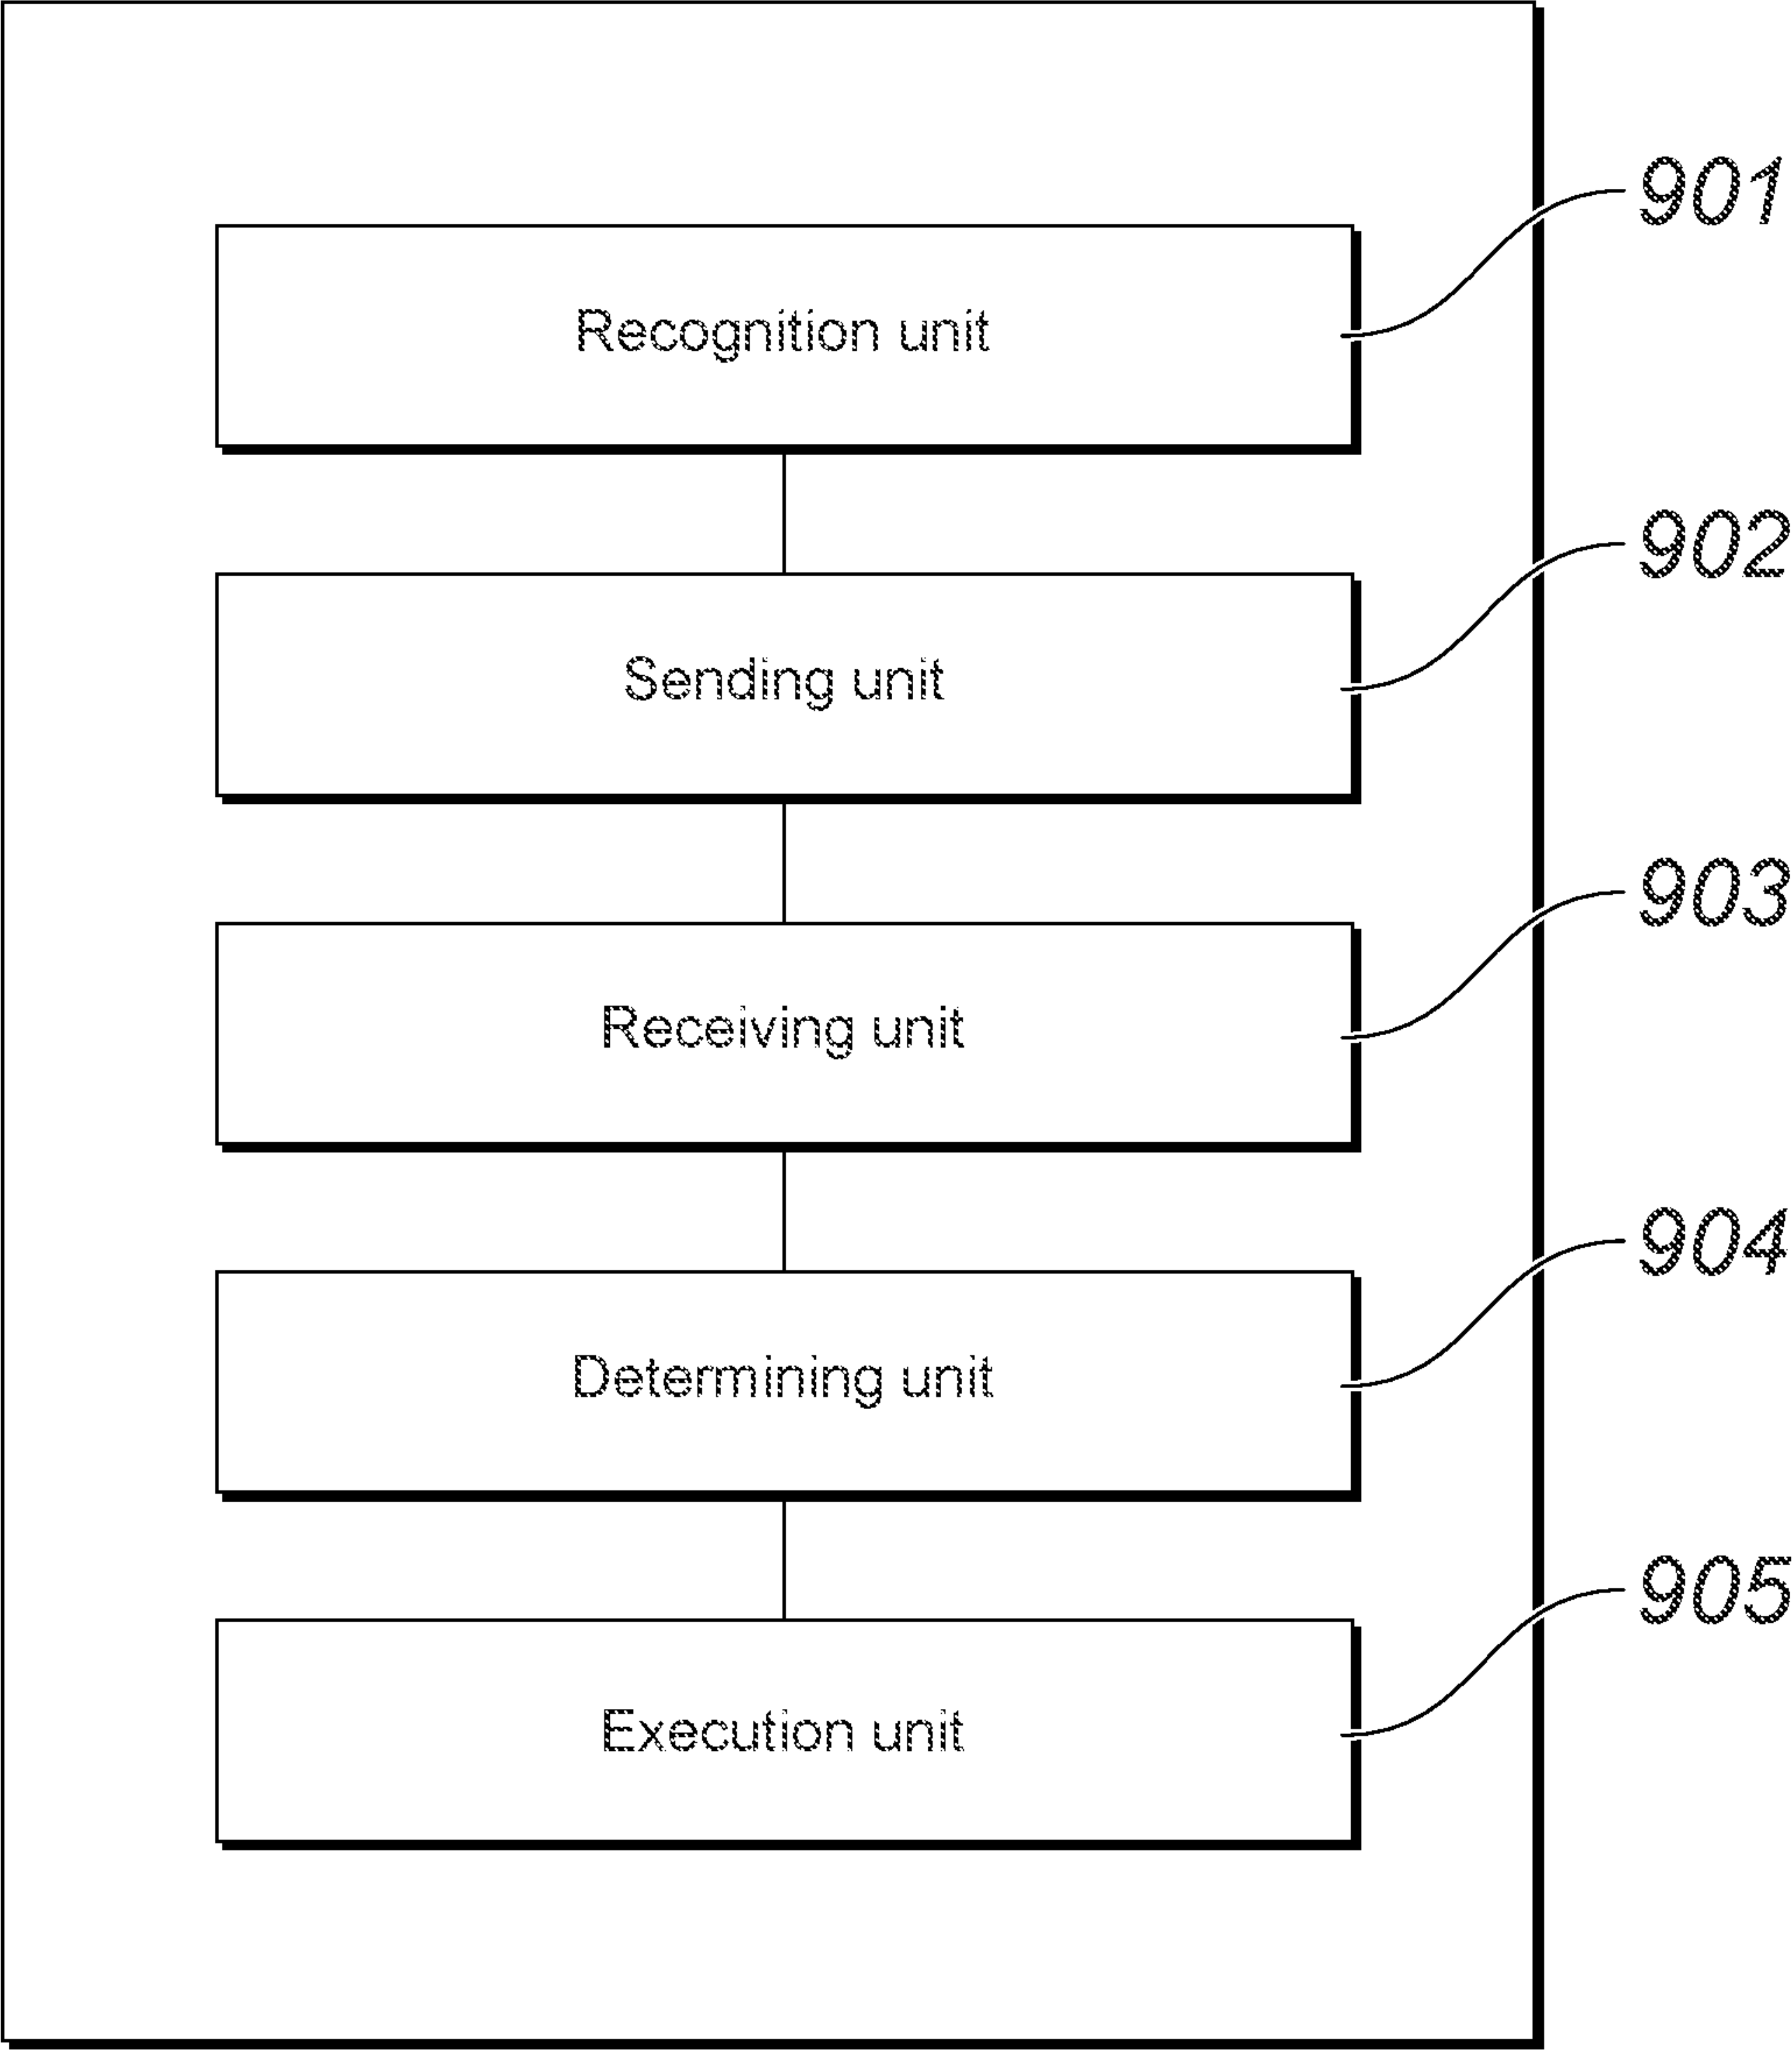 901
Recognition unit
902
Sending unit
903
Receiving unit
904
Determining unit
905
Execution unit